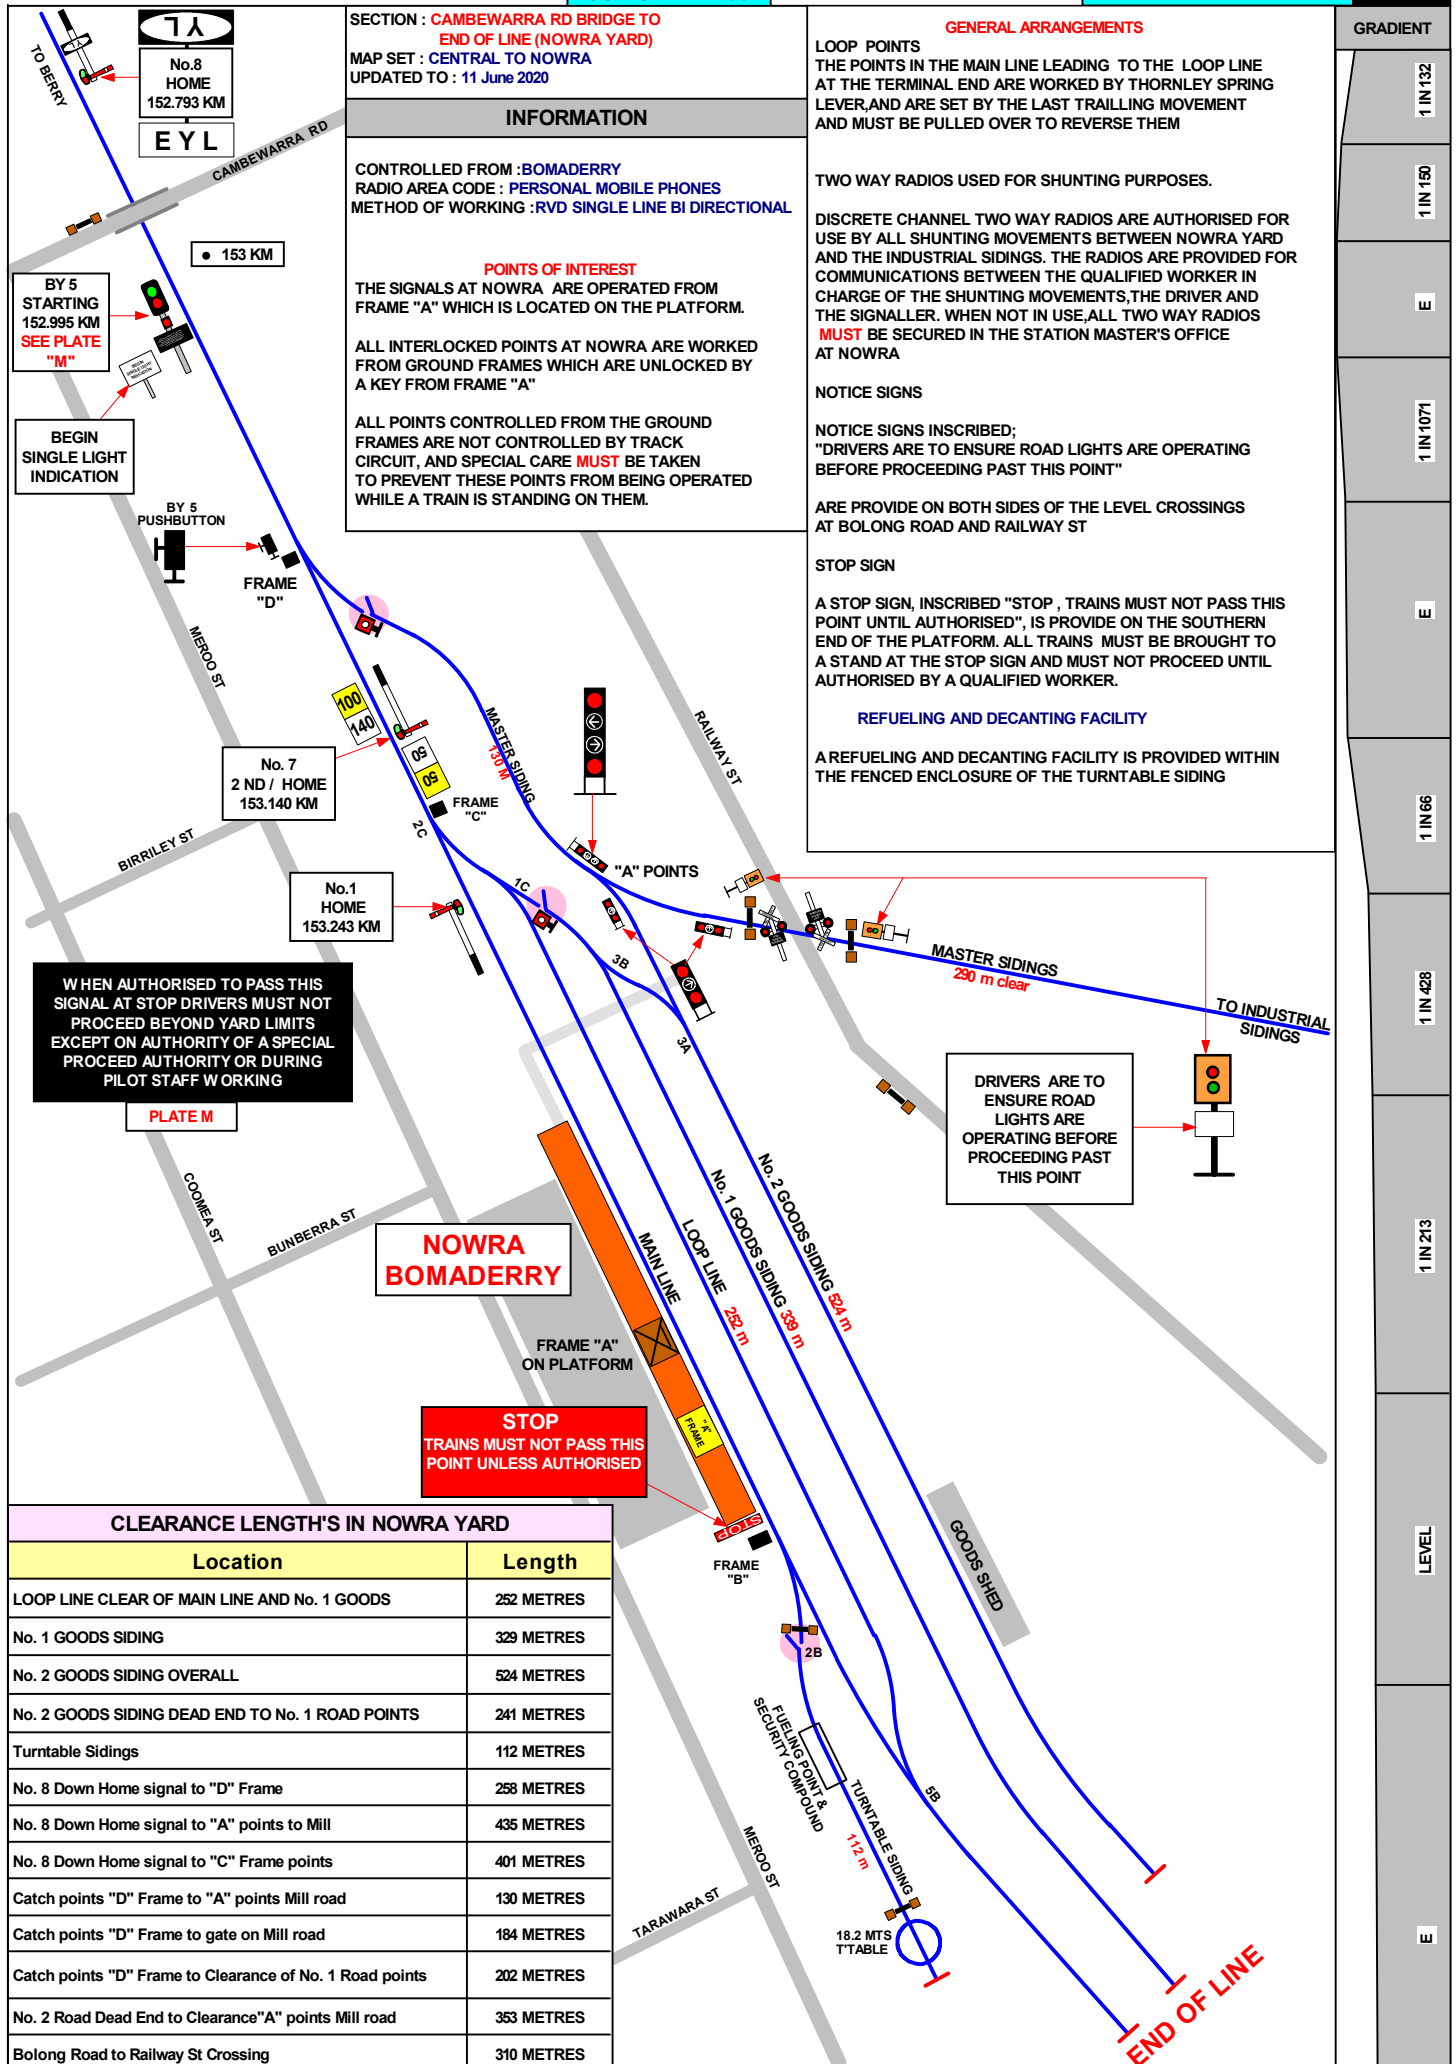 SECTION : CAMBEWARRA RD BRIDGE TO
END OF LINE (NOWRA YARD)
MAP SET : CENTRAL TO NOWRA
UPDATED TO : 11 June 2020
INFORMATION
CONTROLLED FROM :BOMADERRY
RADIO AREA CODE : PERSONAL MOBILE PHONES
METHOD OF WORKING :RVD SINGLE LINE BI DIRECTIONAL
POINTS OF INTEREST
THE SIGNALS AT NOWRA ARE OPERATED FROM
FRAME "A" WHICH IS LOCATED ON THE PLATFORM.
ALL INTERLOCKED POINTS AT NOWRA ARE WORKED
FROM GROUND FRAMES WHICH ARE UNLOCKED BY
A KEY FROM FRAME "A"
ALL POINTS CONTROLLED FROM THE GROUND
FRAMES ARE NOT CONTROLLED BY TRACK
CIRCUIT, AND SPECIAL CARE MUST BE TAKEN
TO PREVENT THESE POINTS FROM BEING OPERATED
WHILE A TRAIN IS STANDING ON THEM.
GENERAL ARRANGEMENTS
LOOP POINTS
THE POINTS IN THE MAIN LINE LEADING TO THE LOOP LINE
AT THE TERMINAL END ARE WORKED BY THORNLEY SPRING
LEVER,AND ARE SET BY THE LAST TRAILLING MOVEMENT
AND MUST BE PULLED OVER TO REVERSE THEM
TWO WAY RADIOS USED FOR SHUNTING PURPOSES.
DISCRETE CHANNEL TWO WAY RADIOS ARE AUTHORISED FOR
USE BY ALL SHUNTING MOVEMENTS BETWEEN NOWRA YARD
AND THE INDUSTRIAL SIDINGS. THE RADIOS ARE PROVIDED FOR
COMMUNICATIONS BETWEEN THE QUALIFIED WORKER IN
CHARGE OF THE SHUNTING MOVEMENTS,THE DRIVER AND
THE SIGNALLER. WHEN NOT IN USE,ALL TWO WAY RADIOS
MUST BE SECURED IN THE STATION MASTER'S OFFICE
AT NOWRA
NOTICE SIGNS
NOTICE SIGNS INSCRIBED;
"DRIVERS ARE TO ENSURE ROAD LIGHTS ARE OPERATING
BEFORE PROCEEDING PAST THIS POINT"
ARE PROVIDE ON BOTH SIDES OF THE LEVEL CROSSINGS
AT BOLONG ROAD AND RAILWAY ST
STOP SIGN
A STOP SIGN, INSCRIBED "STOP , TRAINS MUST NOT PASS THIS
POINT UNTIL AUTHORISED", IS PROVIDE ON THE SOUTHERN
END OF THE PLATFORM. ALL TRAINS MUST BE BROUGHT TO
A STAND AT THE STOP SIGN AND MUST NOT PROCEED UNTIL
AUTHORISED BY A QUALIFIED WORKER.
REFUELING AND DECANTING FACILITY
A REFUELING AND DECANTING FACILITY IS PROVIDED WITHIN
THE FENCED ENCLOSURE OF THE TURNTABLE SIDING
GRADIENT
1 IN 132
1 IN 150
E
1 IN 1071
E
1 IN 66
1 IN 428
1 IN 213
LEVEL
E
TO BERRY
YL
YL
No.8
HOME
152.793 KM
E Y L
CAMBEWARRA RD
153 KM
BY 5
STARTING
152.995 KM
SEE PLATE
"M"
BEGIN
SINGLE LIGHT
INDICATION
BEGIN
SINGLE LIGHT
INDICATION
BY 5
PUSHBUTTON
FRAME
"D"
MEROO ST
100
140
50
50
No. 7
2 ND / HOME
153.140 KM
FRAME
"C"
2C
MASTER SIDING
130 M
RAILWAY ST
BIRRILEY ST
No.1
HOME
153.243 KM
1C
"A" POINTS
3B
3A
MASTER SIDINGS
290 m clear
TO INDUSTRIAL
SIDINGS
WHEN AUTHORISED TO PASS THIS
SIGNAL AT STOP DRIVERS MUST NOT
PROCEED BEYOND YARD LIMITS
EXCEPT ON AUTHORITY OF A SPECIAL
PROCEED AUTHORITY OR DURING
PILOT STAFF WORKING
PLATE M
DRIVERS ARE TO
ENSURE ROAD
LIGHTS ARE
OPERATING BEFORE
PROCEEDING PAST
THIS POINT
COOMEA ST
BUNBERRA ST
NOWRA
BOMADERRY
MAIN LINE
LOOP LINE 252 m
No. 1 GOODS SIDING 339 m
No. 2 GOODS SIDING 524 m
FRAME "A"
ON PLATFORM
"A"
FRAME
STOP
TRAINS MUST NOT PASS THIS
POINT UNLESS AUTHORISED
STOP
FRAME
"B"
GOODS SHED
2B
FUELING POINT &
SECURITY COMPOUND
TURNTABLE SIDING
112 m
5B
MEROO ST
TARAWARA ST
18.2 MTS
T'TABLE
END OF LINE
CLEARANCE LENGTH'S IN NOWRA YARD
Location Length
LOOP LINE CLEAR OF MAIN LINE AND No. 1 GOODS 252 METRES
No. 1 GOODS SIDING 329 METRES
No. 2 GOODS SIDING OVERALL 524 METRES
No. 2 GOODS SIDING DEAD END TO No. 1 ROAD POINTS 241 METRES
Turntable Sidings 112 METRES
No. 8 Down Home signal to "D" Frame 258 METRES
No. 8 Down Home signal to "A" points to Mill 435 METRES
No. 8 Down Home signal to "C" Frame points 401 METRES
Catch points "D" Frame to "A" points Mill road 130 METRES
Catch points "D" Frame to gate on Mill road 184 METRES
Catch points "D" Frame to Clearance of No. 1 Road points 202 METRES
No. 2 Road Dead End to Clearance"A" points Mill road 353 METRES
Bolong Road to Railway St Crossing 310 METRES